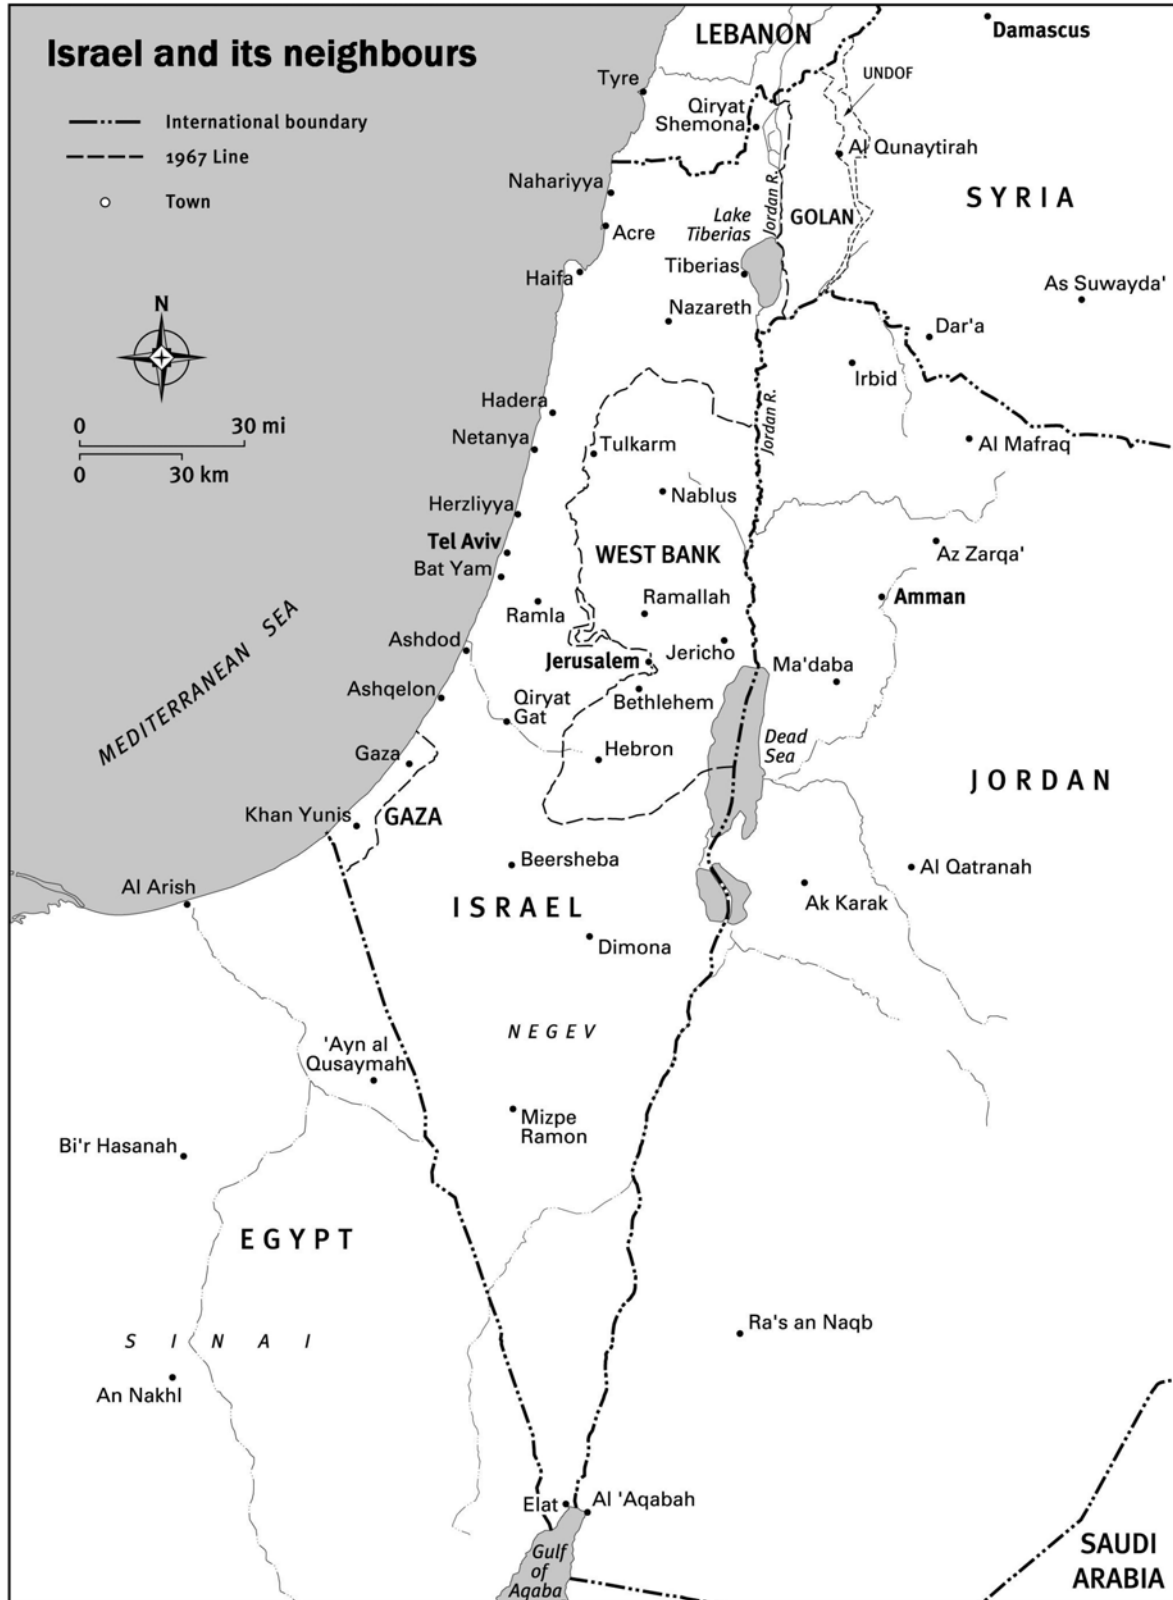 Israel and its neighbours
International boundary
1967 Line
Town
N
0 30 mi
0 30 km
LEBANON
Damascus
Tyre
UNDOF
Qiryat
Shemona
Al Qunaytirah
Nahariyya
SYRIA
Jordan R.
Lake
Tiberias
GOLAN
Acre
Tiberias
Haifa
As Suwayda'
Nazareth
Dar'a
Irbid
Hadera
Jordan R.
Netanya
Tulkarm
Al Mafraq
Nablus
Herzliyya
Tel Aviv
WEST BANK
Az Zarqa'
Bat Yam
Ramallah
Amman
Ramla
MEDITERRANEAN SEA
Ashdod
Jericho
Jerusalem
Ma'daba
Ashqelon
Qiryat
Gat
Bethlehem
Dead
Sea
Gaza
Hebron
JORDAN
Khan Yunis
GAZA
Beersheba
Al Qatranah
Al Arish
ISRAEL
Ak Karak
Dimona
NEGEV
'Ayn al
Qusaymah
Mizpe
Ramon
Bi'r Hasanah
EGYPT
Ra's an Naqb
SINAI
An Nakhl
Elat
Al 'Aqabah
Gulf
of
Aqaba
SAUDI
ARABIA